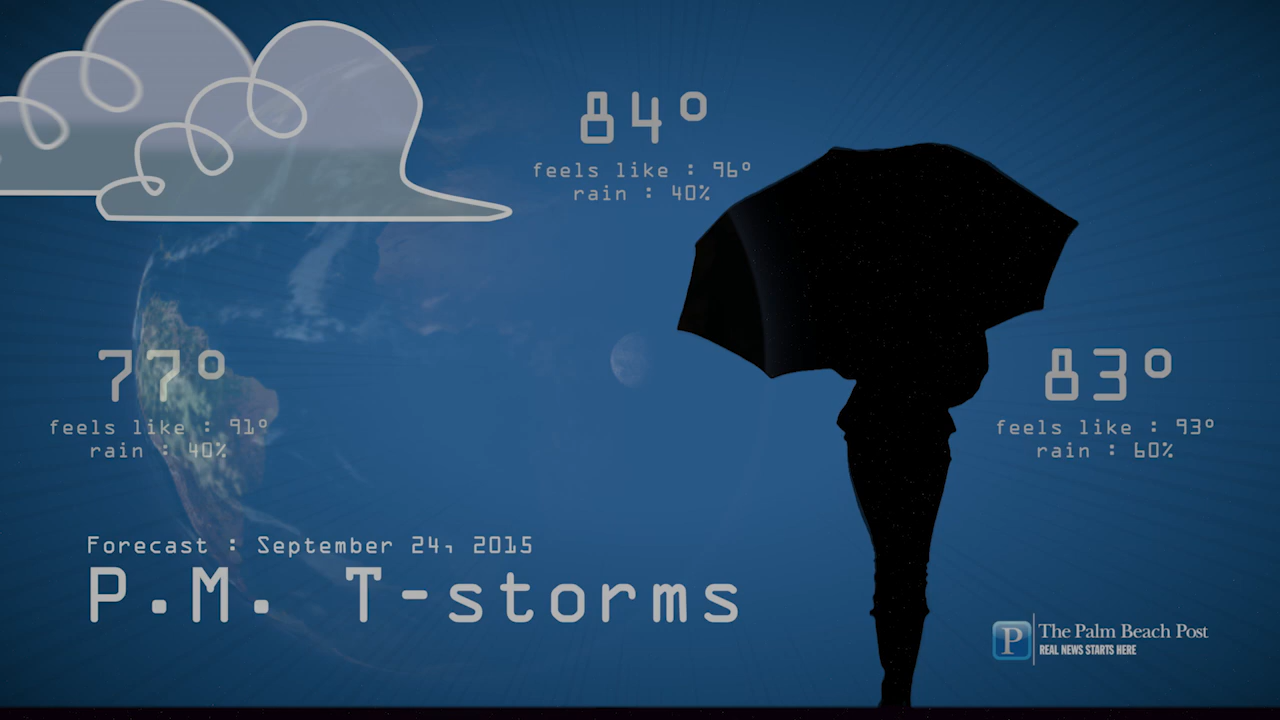 84°
feels like : 96°
rain : 40%
77°
feels like : 91°
rain : 40%
83°
feels like : 93°
rain : 60%
Forecast : September 24, 2015
P.M. T-storms
P
The Palm Beach Post
REAL NEWS STARTS HERE